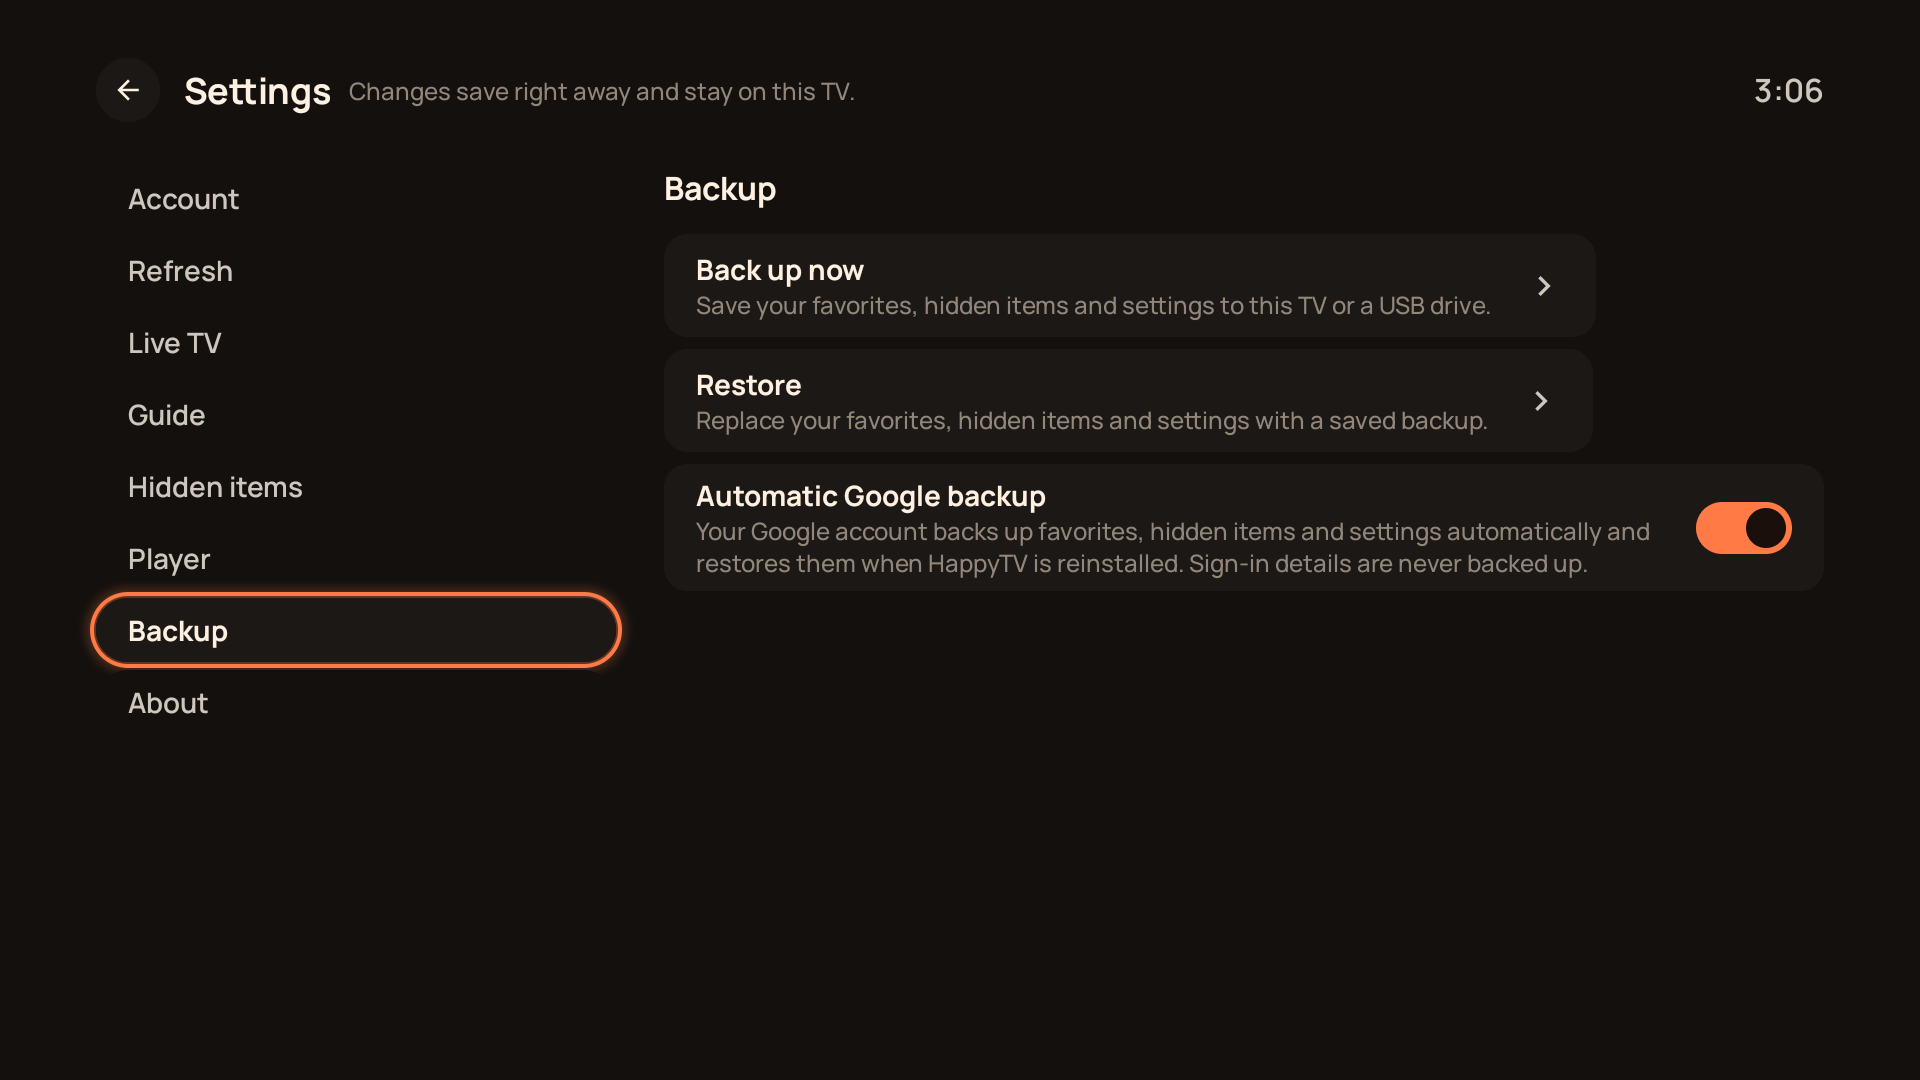 Settings Changes save right away and stay on this TV.
3:06
Account
Refresh
Live TV
Guide
Hidden items
Player
Backup
About
Backup
Back up now
Save your favorites, hidden items and settings to this TV or a USB drive.
Restore
Replace your favorites, hidden items and settings with a saved backup.
Automatic Google backup
Your Google account backs up favorites, hidden items and settings automatically and
restores them when HappyTV is reinstalled. Sign-in details are never backed up.